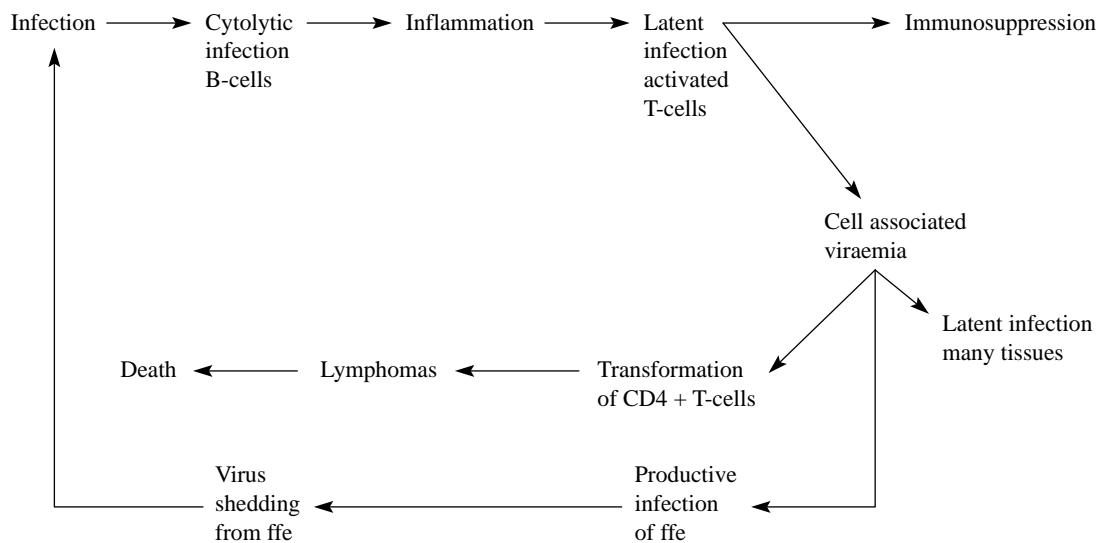 Infection
Cytolytic
infection
B-cells
Inflammation
Latent
infection
activated
T-cells
Immunosuppression
Cell associated
viraemia
Latent infection
many tissues
Death
Lymphomas
Transformation
of CD4 + T-cells
Virus
shedding
from ffe
Productive
infection
of ffe